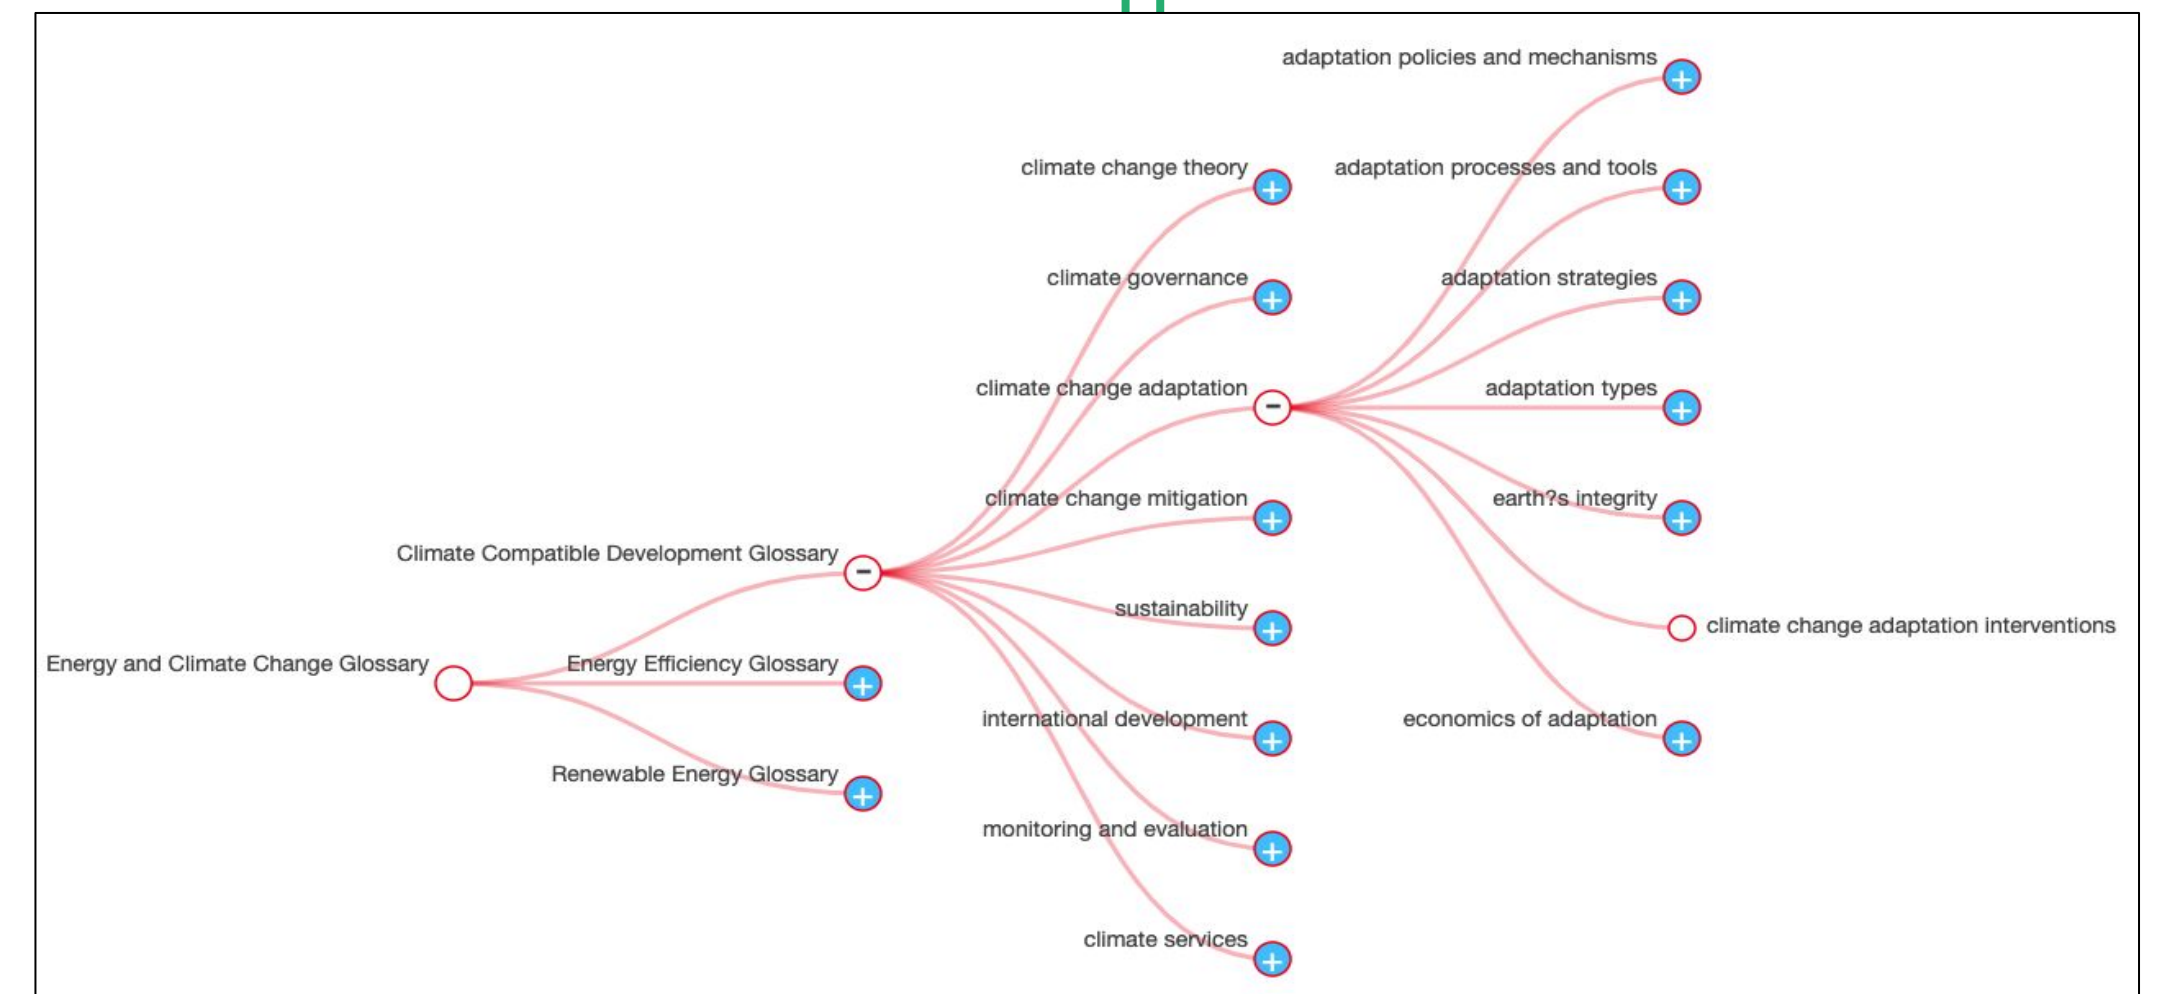 Energy and Climate Change Glossary
Climate Compatible Development Glossary
Energy Efficiency Glossary
Renewable Energy Glossary
climate change theory
climate governance
climate change adaptation
climate change mitigation
sustainability
international development
monitoring and evaluation
climate services
adaptation policies and mechanisms
adaptation processes and tools
adaptation strategies
adaptation types
earth?s integrity
climate change adaptation interventions
economics of adaptation